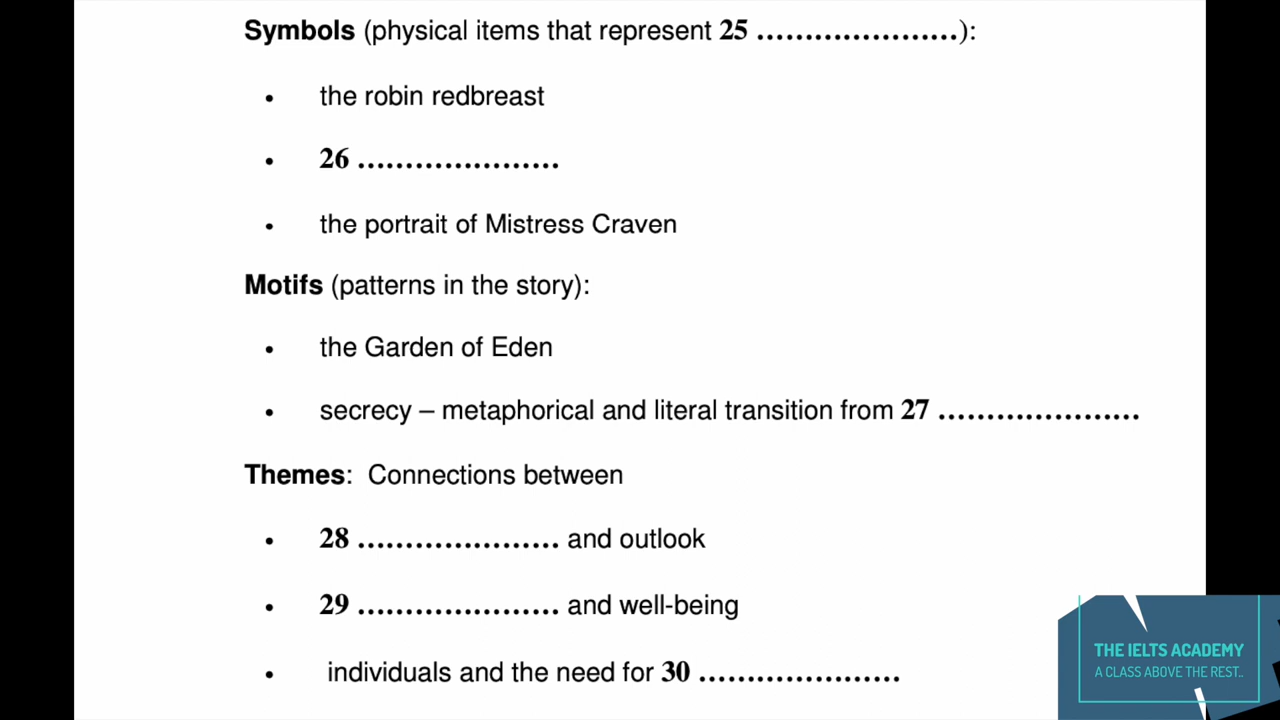 Symbols (physical items that represent 25 .....................):
• the robin redbreast
• 26 .....................
• the portrait of Mistress Craven
Motifs (patterns in the story):
• the Garden of Eden
• secrecy – metaphorical and literal transition from 27 .....................
Themes: Connections between
• 28 ..................... and outlook
• 29 ..................... and well-being
• individuals and the need for 30 .....................
THE IELTS ACADEMY
A CLASS ABOVE THE REST..